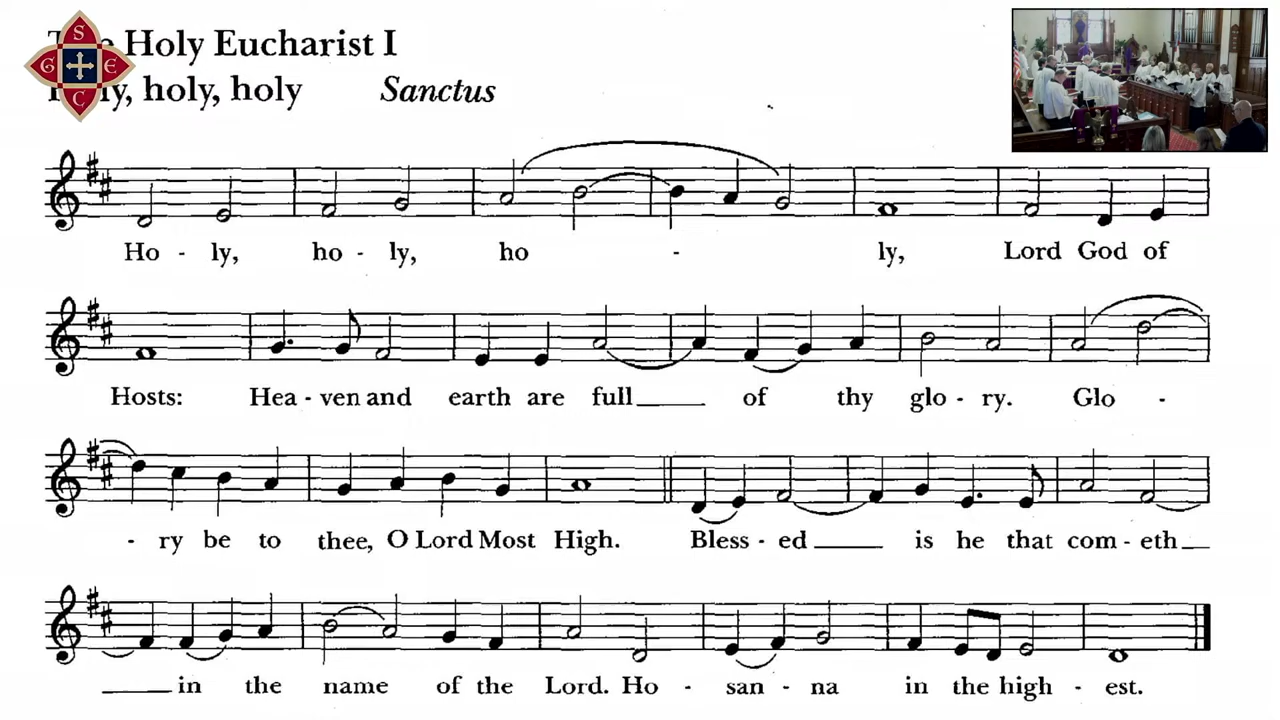 Holy Eucharist I
holy, holy Sanctus
S
G E
C
Ho - ly, ho - ly, ho - ly, Lord God of
Hosts: Hea - ven and earth are full of thy glo - ry. Glo -
- ry be to thee, O Lord Most High. Bless - ed is he that com - eth
in the name of the Lord. Ho - san - na in the high - est.